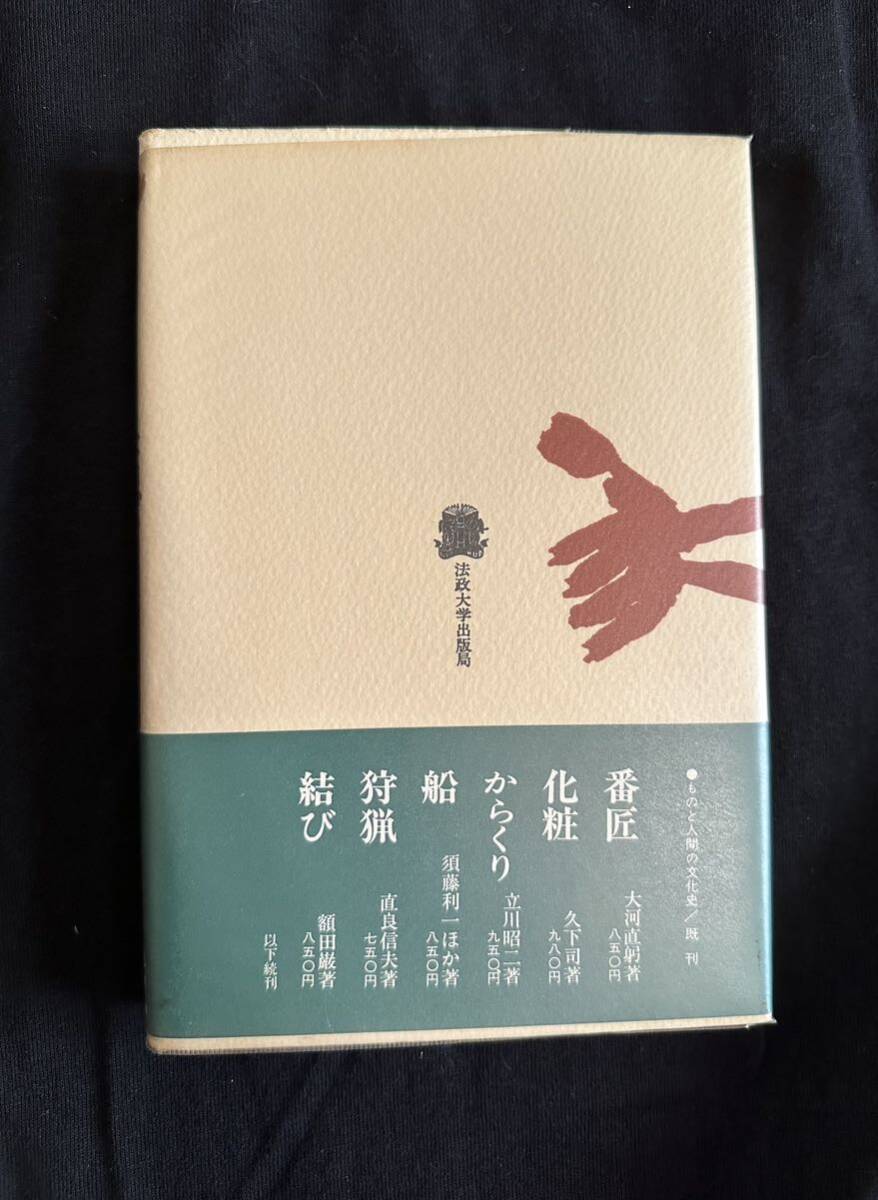 法政大学出版局
●ものと人間の文化史／既刊
番匠 大河直躬著 八五〇円
化粧 久下司著 九八〇円
からくり 立川昭二著 九五〇円
船 須藤利一ほか著 八五〇円
狩猟 直良信夫著 七五〇円
結び 額田巌著 八五〇円
以下続刊